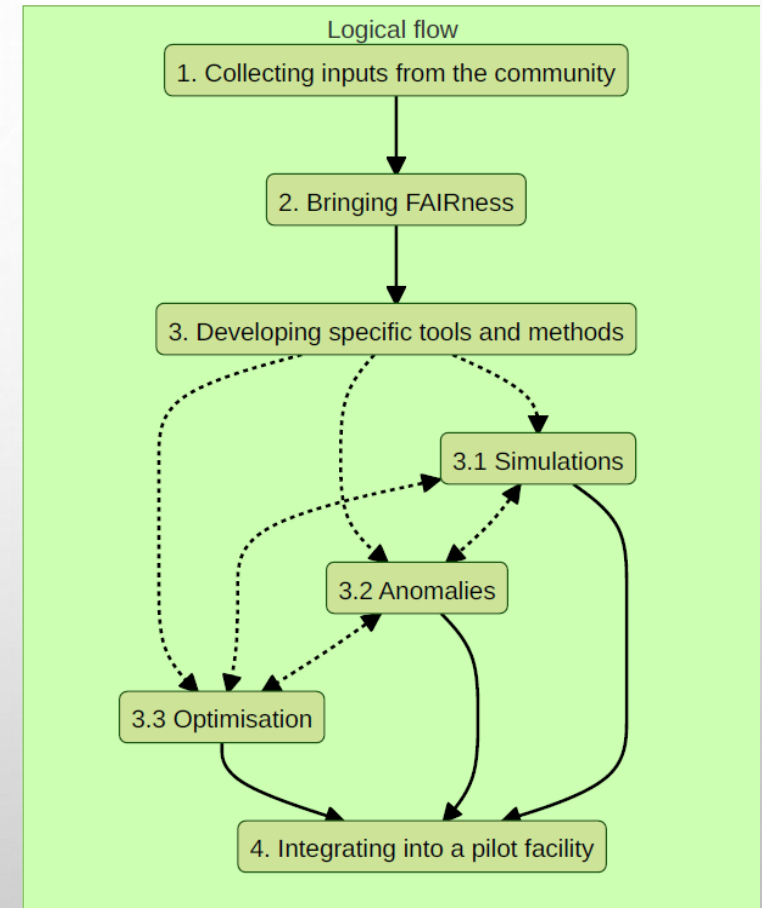 Logical flow
1. Collecting inputs from the community
2. Bringing FAIRness
3. Developing specific tools and methods
3.1 Simulations
3.2 Anomalies
3.3 Optimisation
4. Integrating into a pilot facility